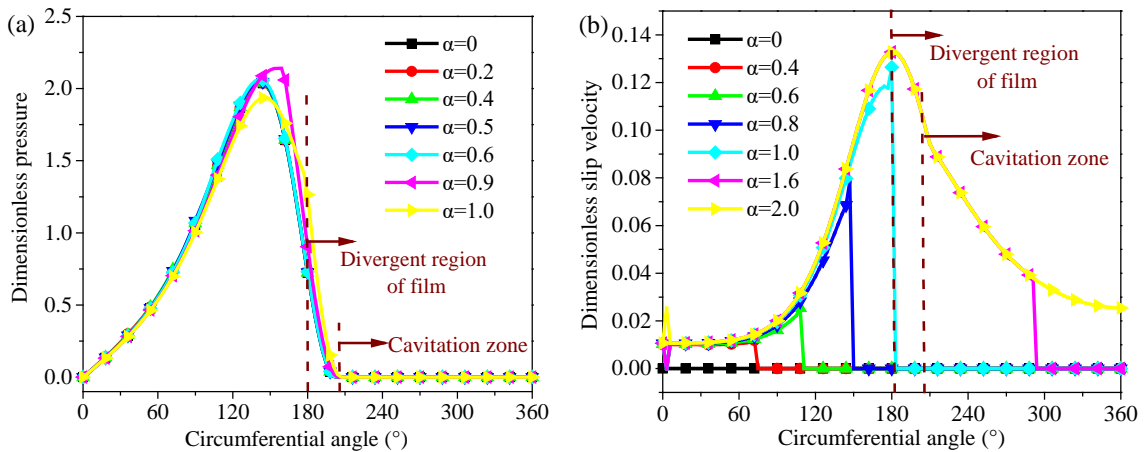 (a)
2.5
2.0
1.5
1.0
0.5
0.0
Dimensionless pressure
α=0
α=0.2
α=0.4
α=0.5
α=0.6
α=0.9
α=1.0
Divergent region
of film
Cavitation zone
0
60
120
180
240
300
360
Circumferential angle (°)
(b)
0.14
0.12
0.10
0.08
0.06
0.04
0.02
0.00
Dimensionless slip velocity
α=0
α=0.4
α=0.6
α=0.8
α=1.0
α=1.6
α=2.0
Divergent region
of film
Cavitation zone
0
60
120
180
240
300
360
Circumferential angle (°)